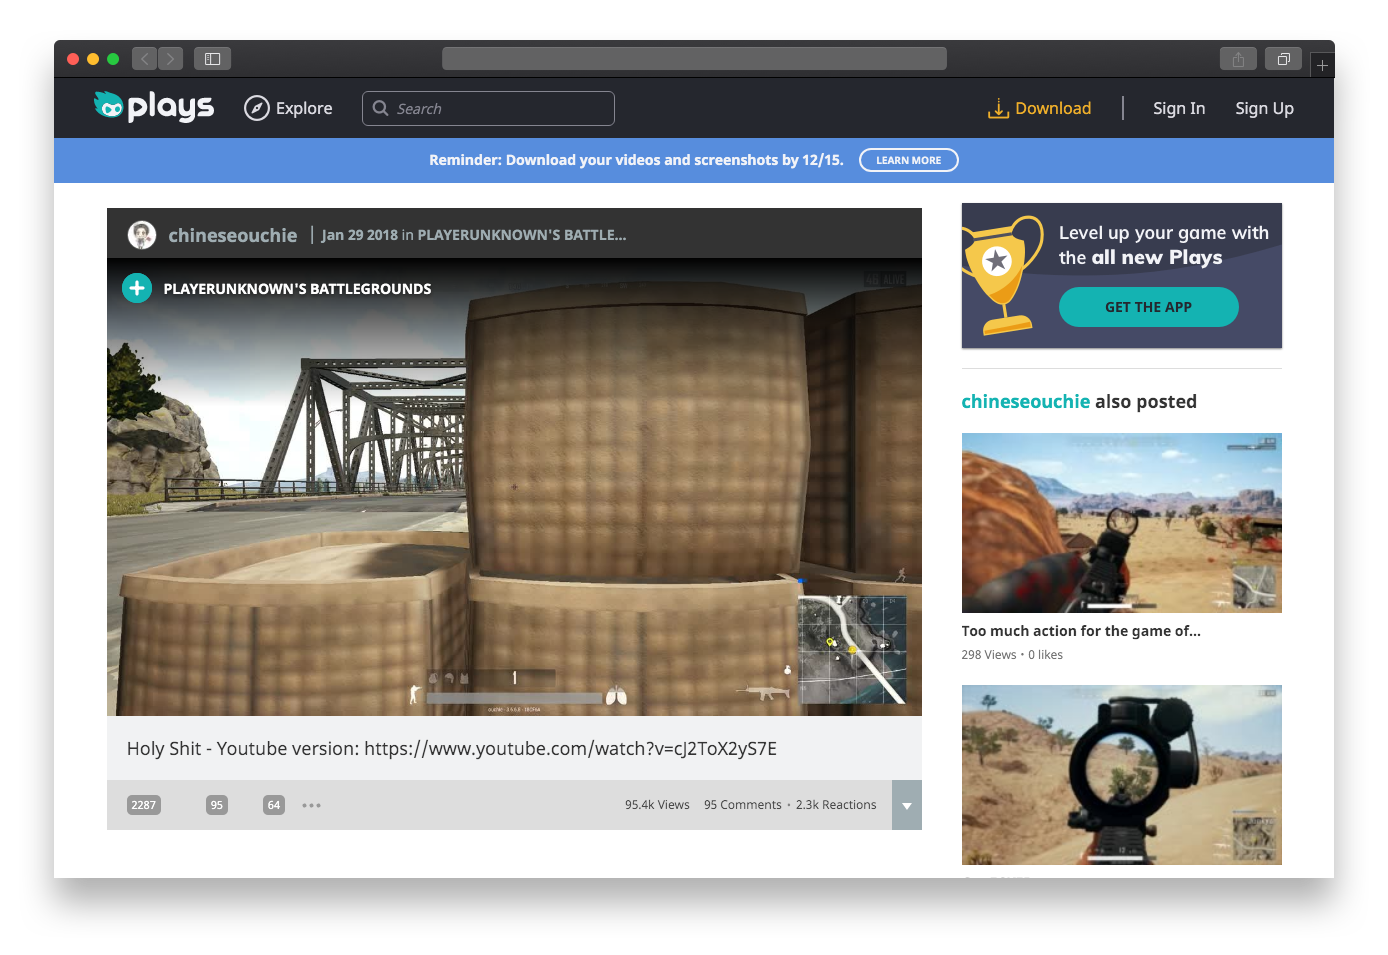 plays
Explore
Search
Download
Sign In
Sign Up
Reminder: Download your videos and screenshots by 12/15.
LEARN MORE
chineseouchie
Jan 29 2018 in PLAYERUNKNOWN'S BATTLE...
PLAYERUNKNOWN'S BATTLEGROUNDS
Holy Shit - Youtube version: https://www.youtube.com/watch?v=cJ2ToX2yS7E
2287
95
64
95.4k Views
95 Comments • 2.3k Reactions
Level up your game with
the all new Plays
GET THE APP
chineseouchie also posted
Too much action for the game of...
298 Views • 0 likes